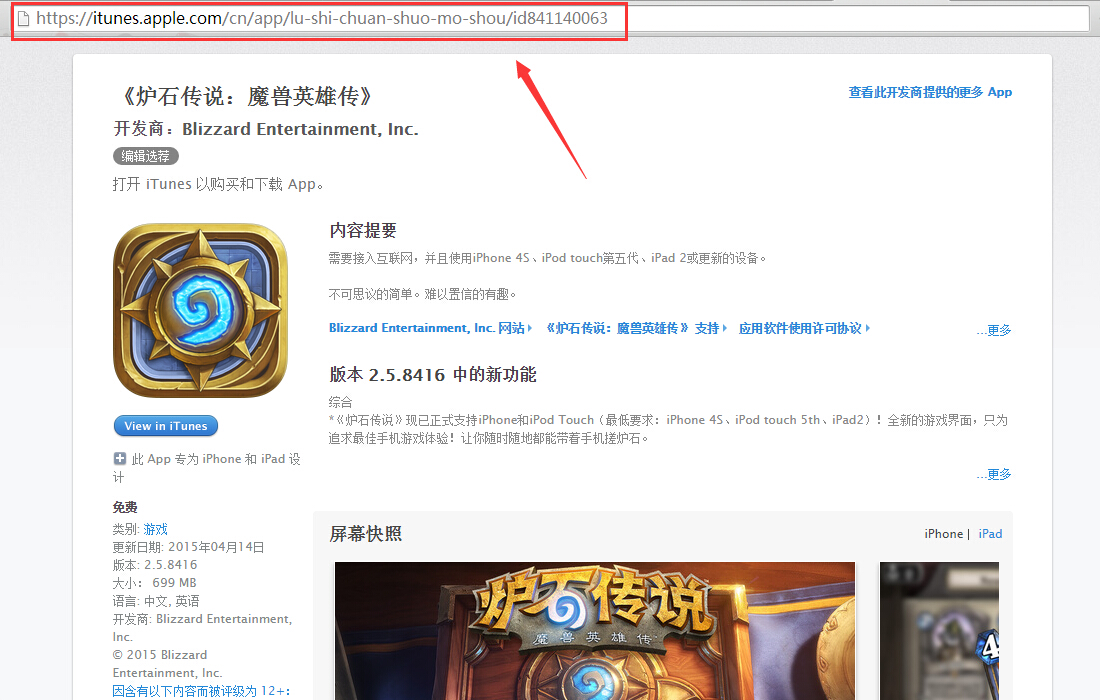 https://itunes.apple.com/cn/app/lu-shi-chuan-shuo-mo-shou/id841140063
《炉石传说：魔兽英雄传》
查看此开发商提供的更多 App
开发商：Blizzard Entertainment, Inc.
编辑选荐
打开 iTunes 以购买和下载 App。
内容提要
需要接入互联网，并且使用iPhone 4S、iPod touch第五代、iPad 2或更新的设备。
不可思议的简单。难以置信的有趣。
Blizzard Entertainment, Inc. 网站 《炉石传说：魔兽英雄传》支持 应用软件使用许可协议
...更多
版本 2.5.8416 中的新功能
综合
*《炉石传说》现已正式支持iPhone和iPod Touch（最低要求：iPhone 4S、iPod touch 5th、iPad2）！全新的游戏界面，只为
追求最佳手机游戏体验！让你随时随地都能带着手机搓炉石。
...更多
View in iTunes
此 App 专为 iPhone 和 iPad 设
计
免费
类别: 游戏
更新日期: 2015年04月14日
版本: 2.5.8416
大小： 699 MB
语言: 中文, 英语
开发商: Blizzard Entertainment,
Inc.
© 2015 Blizzard
Entertainment, Inc.
因含有以下内容而被评级为 12+:
屏幕快照
iPhone | iPad
炉石传说
魔兽英雄传
4